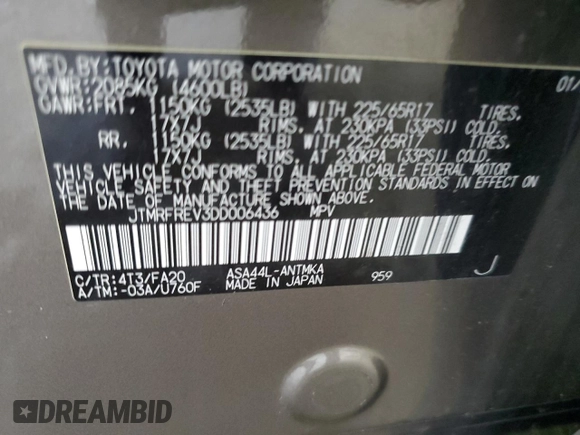 MFD.BY:TOYOTA MOTOR CORPORATION 01/
GVWR:2085KG (4600LB)
GAWR:FRT. 1150KG (2535LB) WITH 225/65R17 TIRES,
17X7J RIMS, AT 230KPA (33PSI) COLD.
RR. 1150KG (2535LB) WITH 225/65R17 TIRES,
17X7J RIMS, AT 230KPA (33PSI) COLD.
THIS VEHICLE CONFORMS TO ALL APPLICABLE FEDERAL MOTOR
VEHICLE SAFETY AND THEFT PREVENTION STANDARDS IN EFFECT ON
THE DATE OF MANUFACTURE SHOWN ABOVE.
JTMRFREV3DD006436 MPV
C/TR:4T3/FA20 ASA44L-ANTMKA 959 J
A/TM:-03A/U760F MADE IN JAPAN
DREAMBID